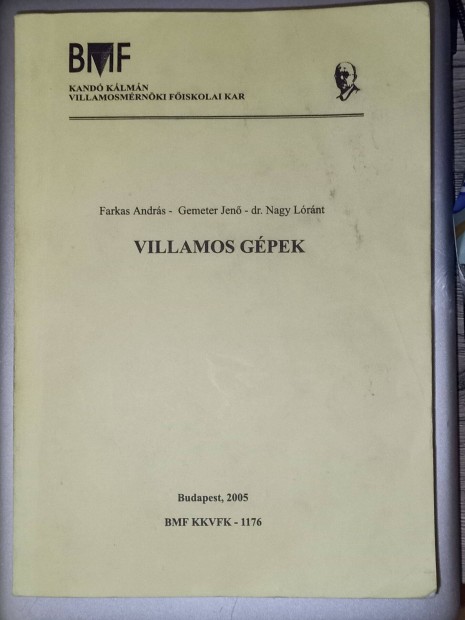 BMF
KANDÓ KÁLMÁN
VILLAMOSMÉRNÖKI FŐISKOLAI KAR
Farkas András - Gemeter Jenő - dr. Nagy Lóránt
VILLAMOS GÉPEK
Budapest, 2005
BMF KKVFK - 1176